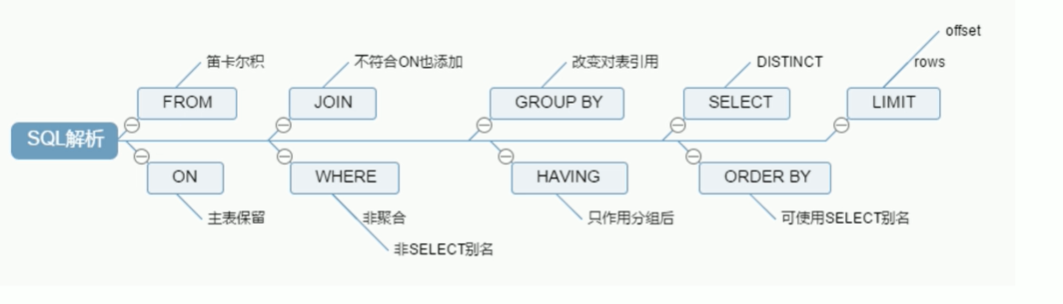 offset
笛卡尔积
不符合ON也添加
改变对表引用
DISTINCT
rows
FROM
JOIN
GROUP BY
SELECT
LIMIT
SQL解析
ON
WHERE
HAVING
ORDER BY
主表保留
非聚合
只作用分组后
可使用SELECT别名
非SELECT别名